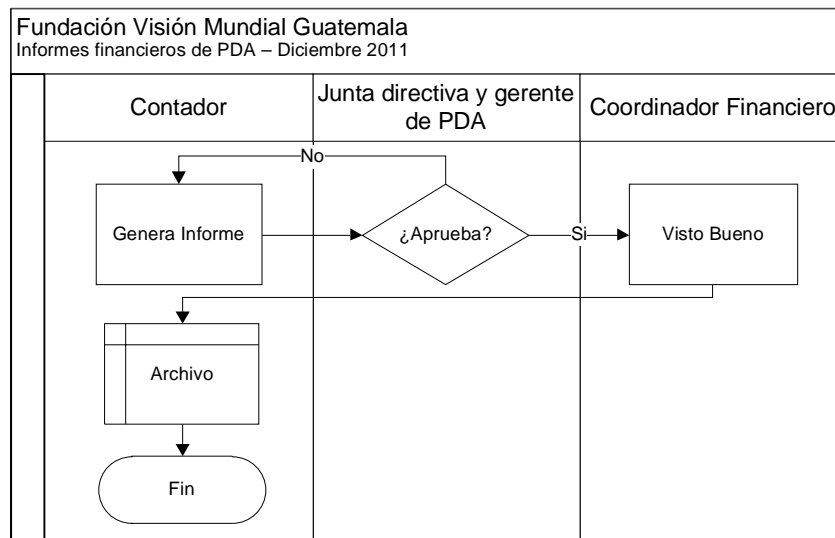 Fundación Visión Mundial Guatemala
Informes financieros de PDA – Diciembre 2011
Contador
Junta directiva y gerente
de PDA
Coordinador Financiero
No
Genera Informe
¿Aprueba?
Si
Visto Bueno
Archivo
Fin